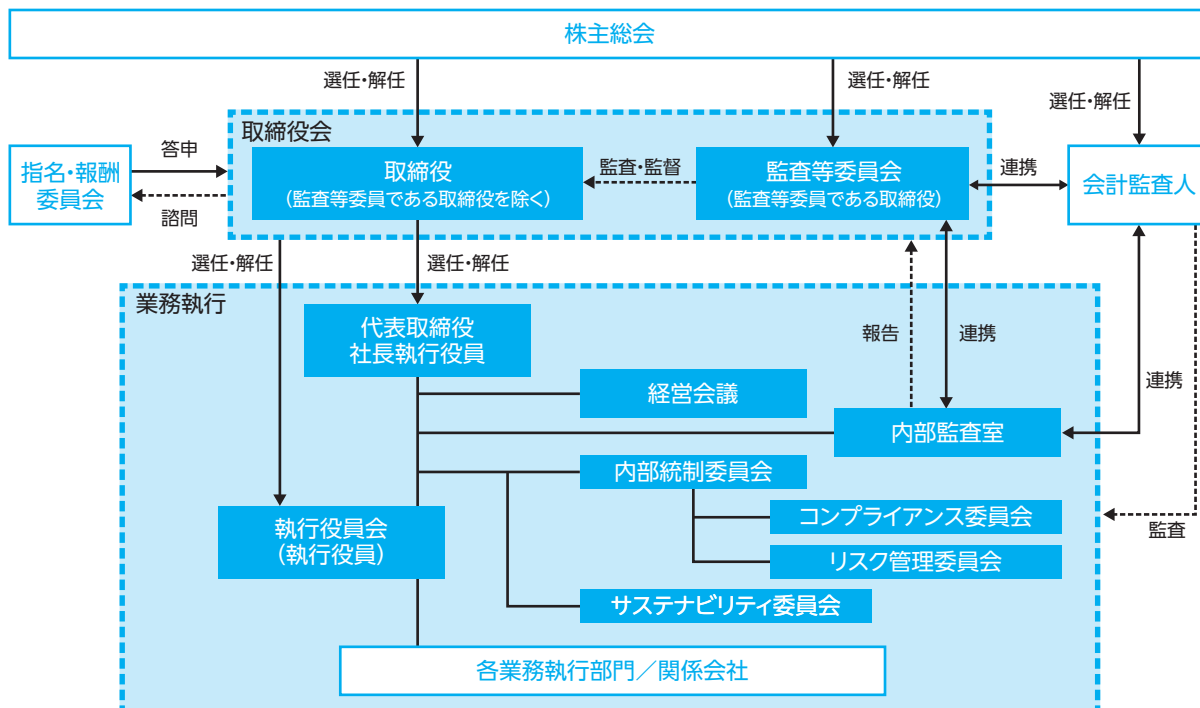 株主総会
選任・解任
選任・解任
選任・解任
取締役会
指名・報酬
委員会
答申
諮問
取締役
(監査等委員である取締役を除く)
監査・監督
監査等委員会
(監査等委員である取締役)
連携
会計監査人
選任・解任
選任・解任
業務執行
代表取締役
社長執行役員
報告
連携
連携
経営会議
内部監査室
内部統制委員会
コンプライアンス委員会
リスク管理委員会
監査
執行役員会
(執行役員)
サステナビリティ委員会
各業務執行部門／関係会社